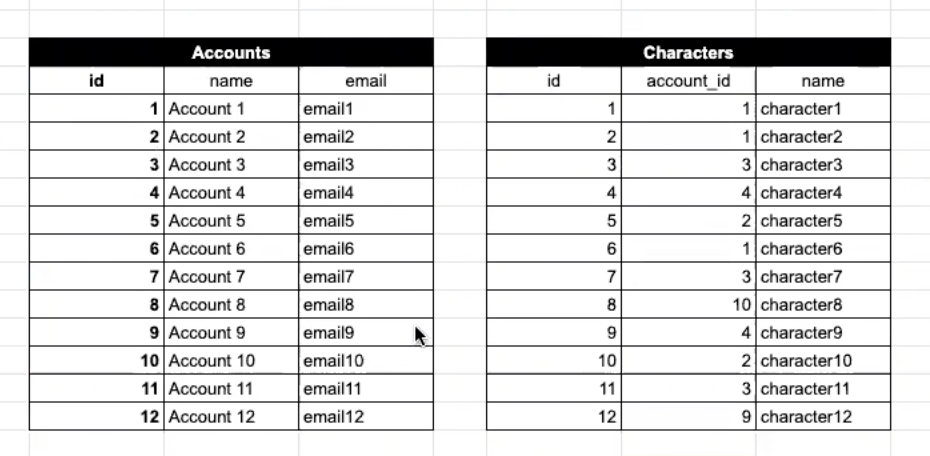 Accounts Characters
id name email id account_id name
1 Account 1 email1 1 1 character1
2 Account 2 email2 2 1 character2
3 Account 3 email3 3 3 character3
4 Account 4 email4 4 4 character4
5 Account 5 email5 5 2 character5
6 Account 6 email6 6 1 character6
7 Account 7 email7 7 3 character7
8 Account 8 email8 8 10 character8
9 Account 9 email9 9 4 character9
10 Account 10 email10 10 2 character10
11 Account 11 email11 11 3 character11
12 Account 12 email12 12 9 character12